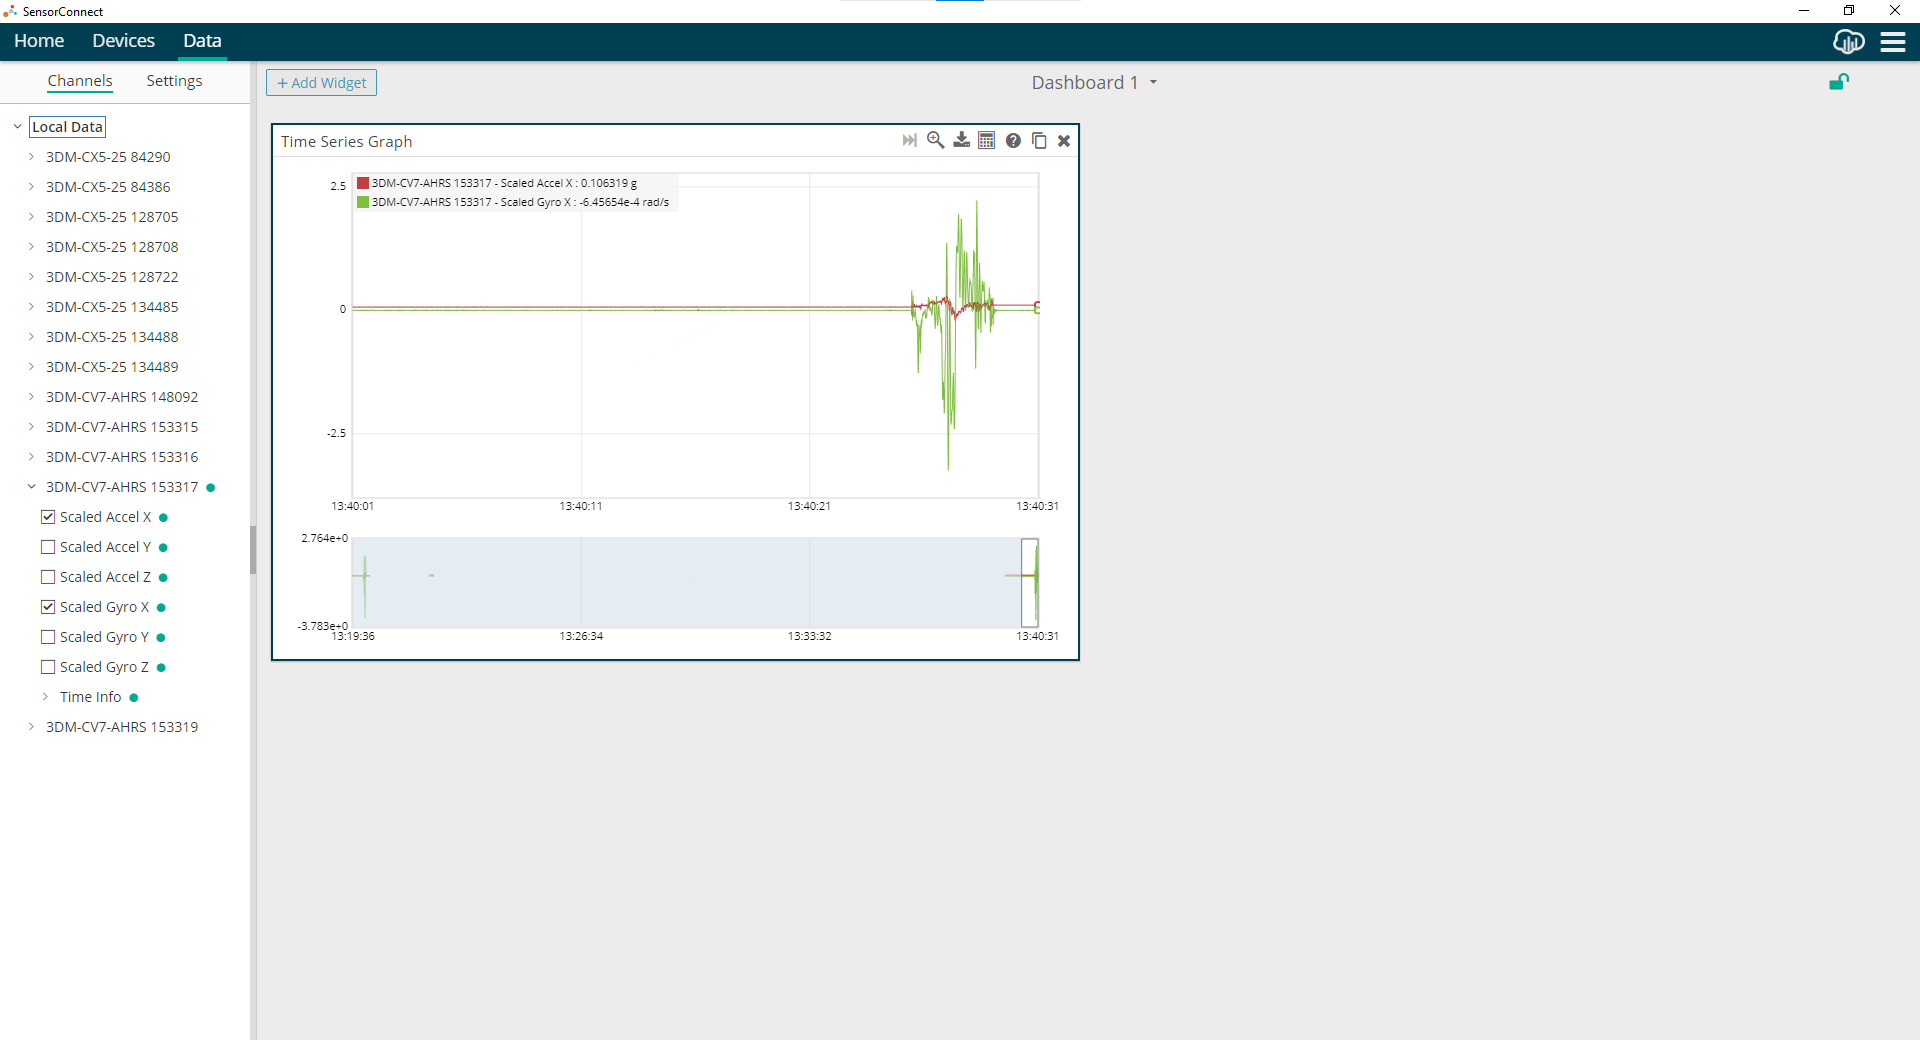 SensorConnect
Home Devices Data
Channels Settings
+ Add Widget
Dashboard 1
Local Data
3DM-CX5-25 84290
3DM-CX5-25 84386
3DM-CX5-25 128705
3DM-CX5-25 128708
3DM-CX5-25 128722
3DM-CX5-25 134485
3DM-CX5-25 134488
3DM-CX5-25 134489
3DM-CV7-AHRS 148092
3DM-CV7-AHRS 153315
3DM-CV7-AHRS 153316
3DM-CV7-AHRS 153317
Scaled Accel X
Scaled Accel Y
Scaled Accel Z
Scaled Gyro X
Scaled Gyro Y
Scaled Gyro Z
Time Info
3DM-CV7-AHRS 153319
Time Series Graph
3DM-CV7-AHRS 153317 - Scaled Accel X : 0.106319 g
3DM-CV7-AHRS 153317 - Scaled Gyro X : -6.45654e-4 rad/s
2.5
0
-2.5
13:40:01 13:40:11 13:40:21 13:40:31
2.764e+0
-3.783e+0
13:19:36 13:26:34 13:33:32 13:40:31